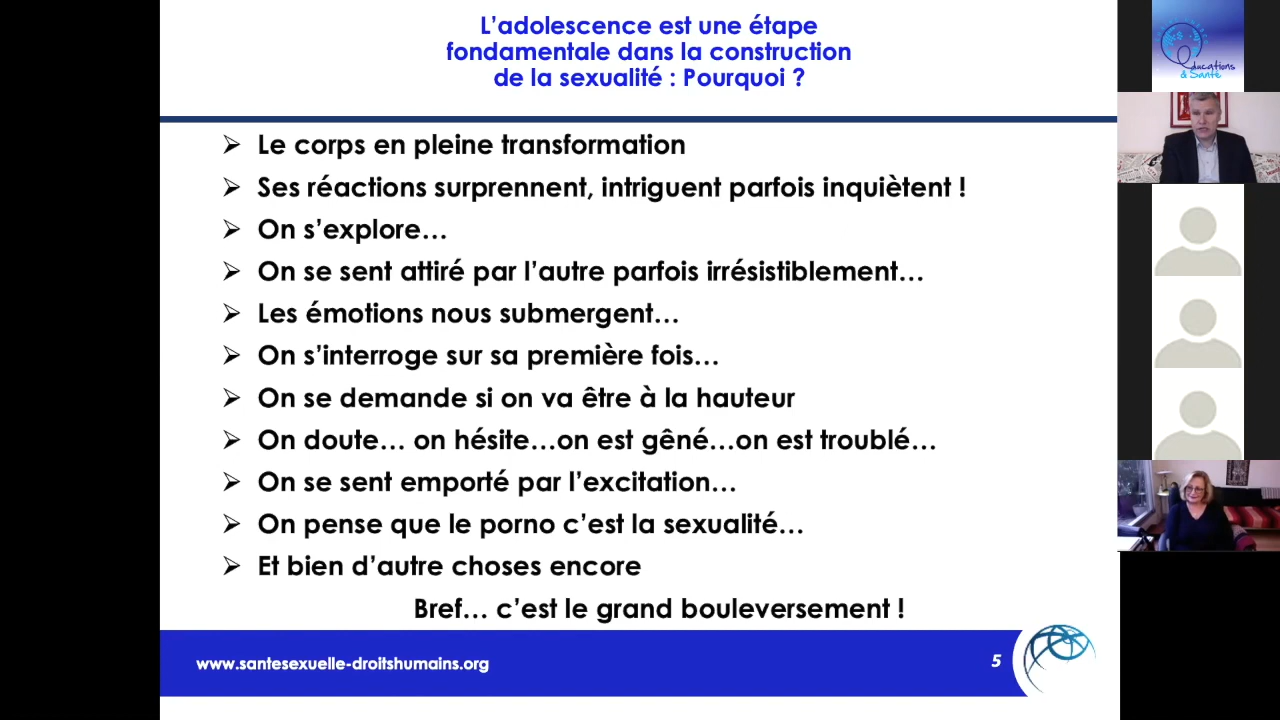 L'adolescence est une étape
fondamentale dans la construction
de la sexualité : Pourquoi ?
Le corps en pleine transformation
Ses réactions surprennent, intriguent parfois inquiètent !
On s'explore…
On se sent attiré par l'autre parfois irrésistiblement…
Les émotions nous submergent…
On s'interroge sur sa première fois…
On se demande si on va être à la hauteur
On doute… on hésite…on est gêné…on est troublé…
On se sent emporté par l'excitation…
On pense que le porno c'est la sexualité…
Et bien d'autre choses encore
Bref… c'est le grand bouleversement !
www.santesexuelle-droitshumains.org
5
Educations
& Santé